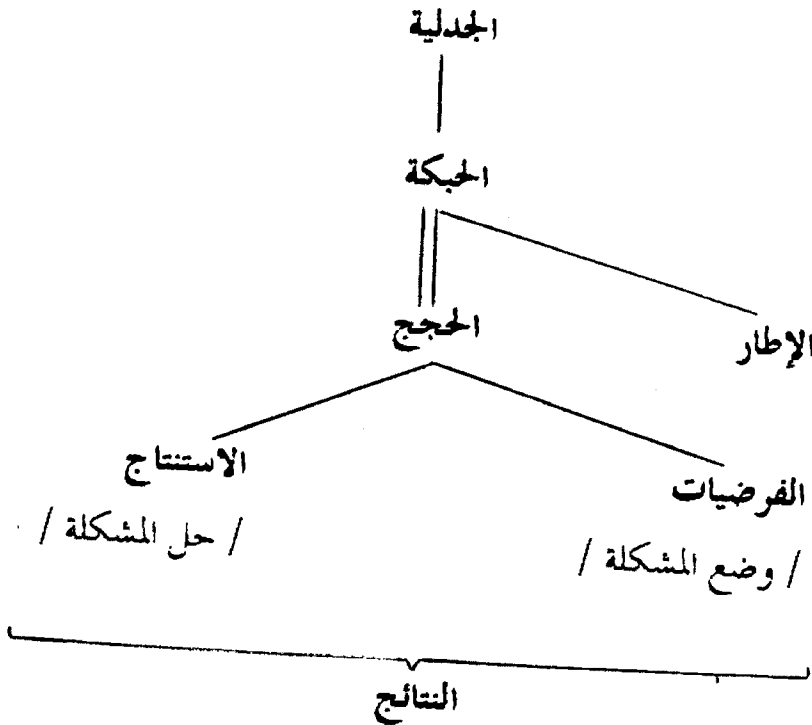 الجدلية
الحبكة
الحجج
الإطار
الفرضيات
الاستنتاج
/ وضع المشكلة /
/ حل المشكلة /
النتائج